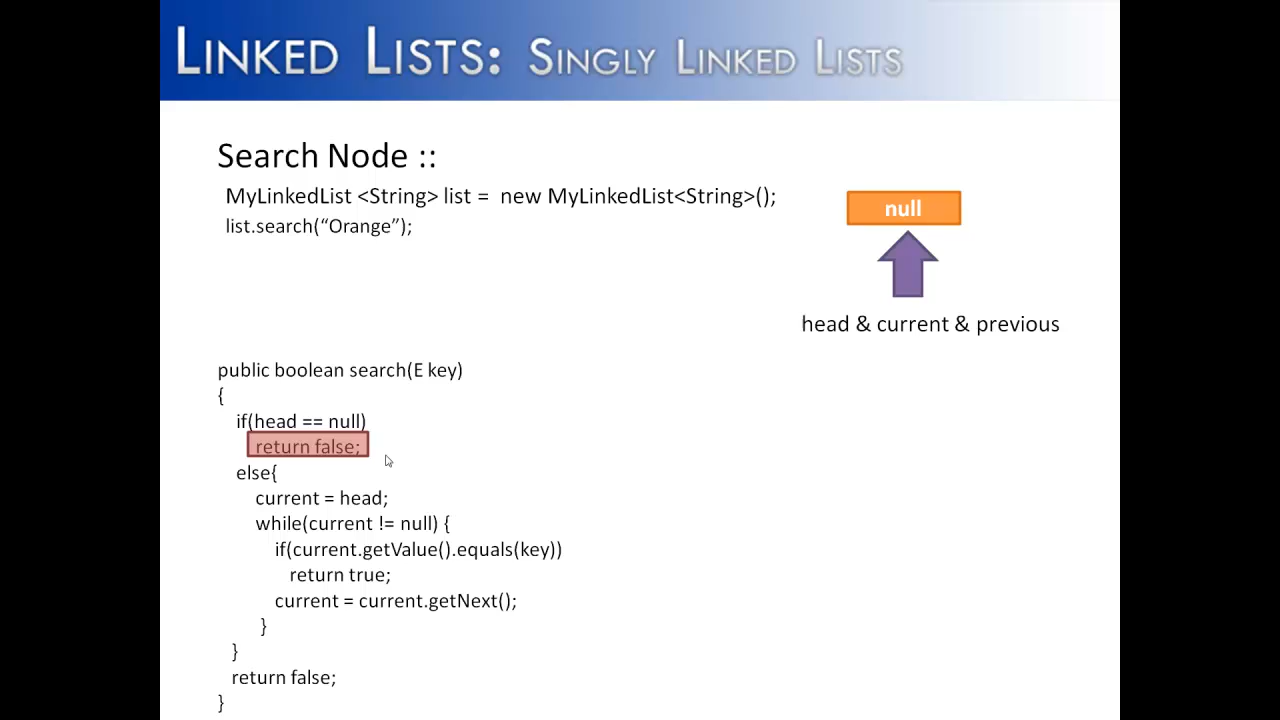 LINKED LISTS: SINGLY LINKED LISTS
Search Node ::
MyLinkedList <String> list = new MyLinkedList<String>();
list.search(“Orange”);
null
head & current & previous
public boolean search(E key)
{
if(head == null)
return false;
else{
current = head;
while(current != null) {
if(current.getValue().equals(key))
return true;
current = current.getNext();
}
}
return false;
}